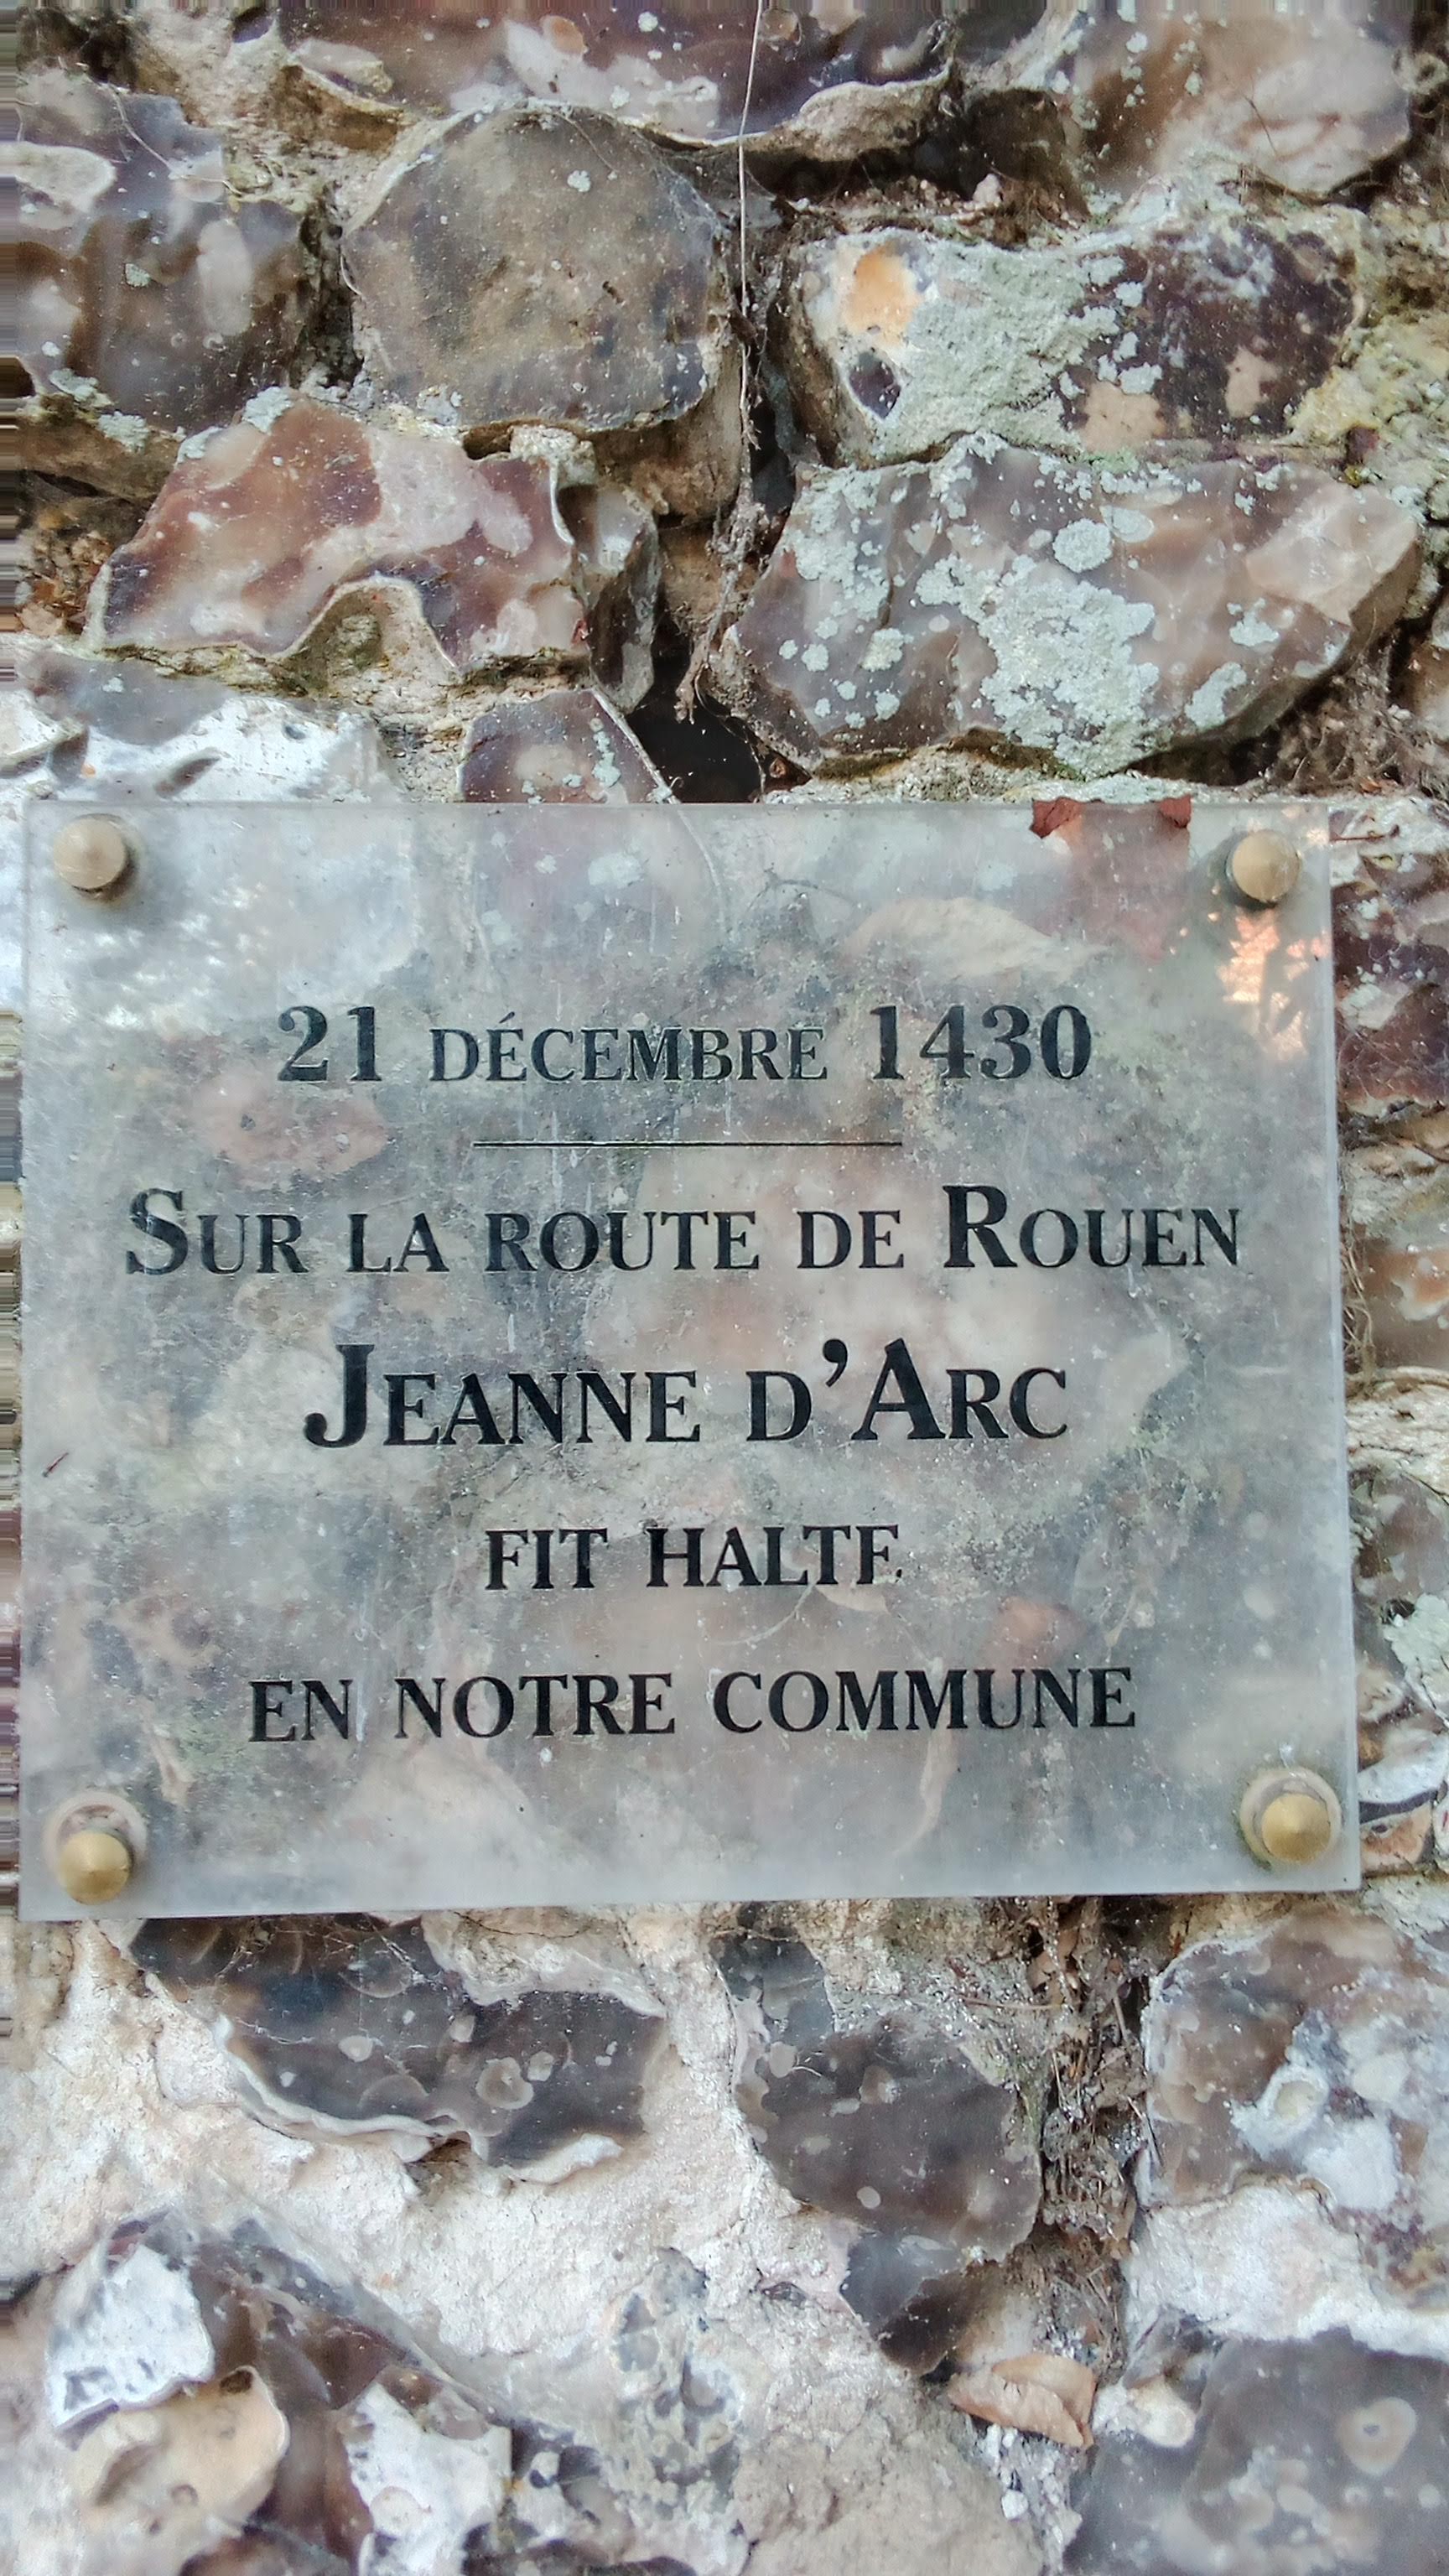 21 DÉCEMBRE 1430
SUR LA ROUTE DE ROUEN
JEANNE D'ARC
FIT HALTE
EN NOTRE COMMUNE